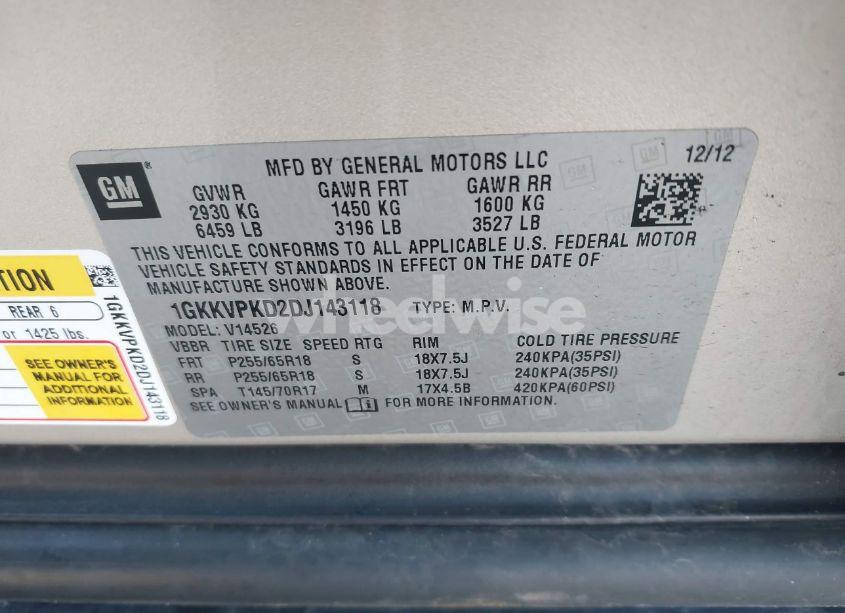 GM
MFD BY GENERAL MOTORS LLC 12/12
GVWR GAWR FRT GAWR RR
2930 KG 1450 KG 1600 KG
6459 LB 3196 LB 3527 LB
THIS VEHICLE CONFORMS TO ALL APPLICABLE U.S. FEDERAL MOTOR
VEHICLE SAFETY STANDARDS IN EFFECT ON THE DATE OF
MANUFACTURE SHOWN ABOVE.
1GKKVPKD2DJ143118 TYPE: M.P.V.
MODEL: V14526
VBBR TIRE SIZE SPEED RTG RIM COLD TIRE PRESSURE
FRT P255/65R18 S 18X7.5J 240KPA(35PSI)
RR P255/65R18 S 18X7.5J 240KPA(35PSI)
SPA T145/70R17 M 17X4.5B 420KPA(60PSI)
SEE OWNER'S MANUAL FOR MORE INFORMATION.
REAR 6
or 1425 lbs.
SEE OWNER'S
MANUAL FOR
ADDITIONAL
INFORMATION
1GKKVPKD2DJ143118
wheelwise